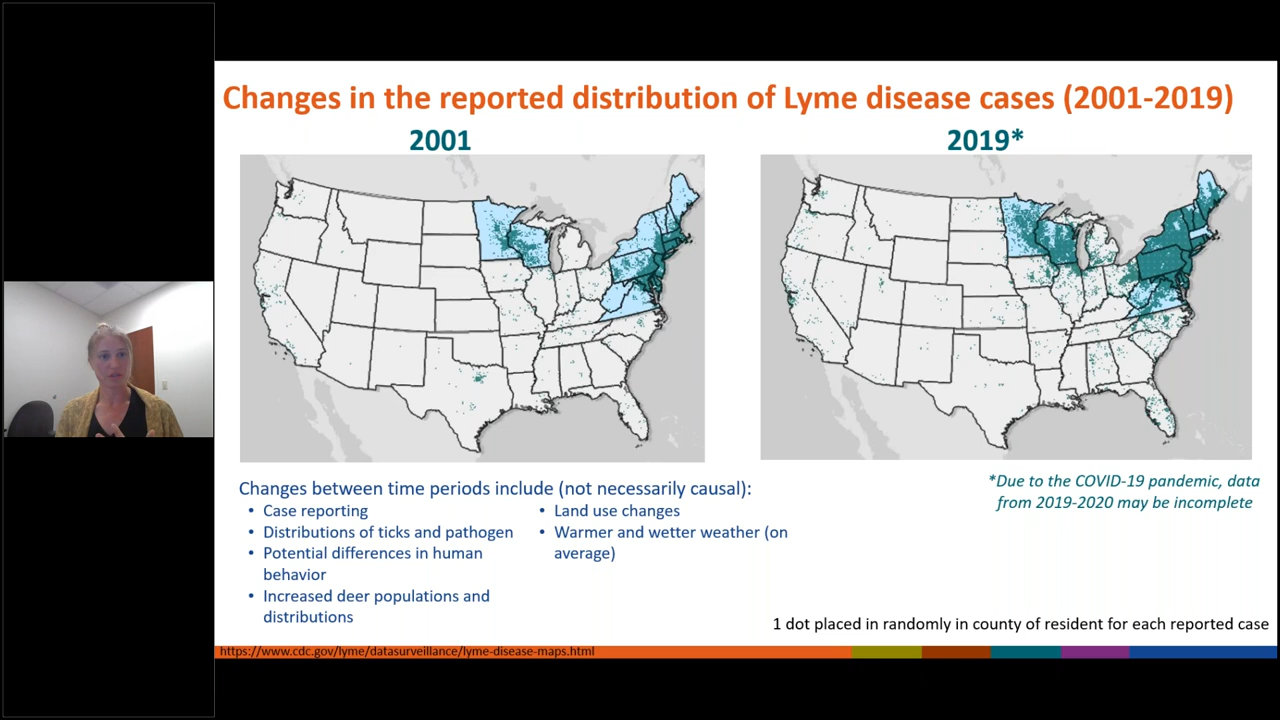 Changes in the reported distribution of Lyme disease cases (2001-2019)
2001
2019*
Changes between time periods include (not necessarily causal):
• Case reporting
• Distributions of ticks and pathogen
• Potential differences in human
behavior
• Increased deer populations and
distributions
• Land use changes
• Warmer and wetter weather (on
average)
*Due to the COVID-19 pandemic, data
from 2019-2020 may be incomplete
1 dot placed in randomly in county of resident for each reported case
https://www.cdc.gov/lyme/datasurveillance/lyme-disease-maps.html